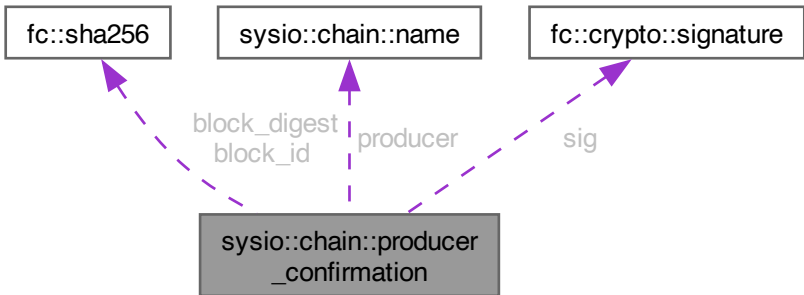 fc::sha256
sysio::chain::name
fc::crypto::signature
block_digest
block_id
producer
sig
sysio::chain::producer
_confirmation